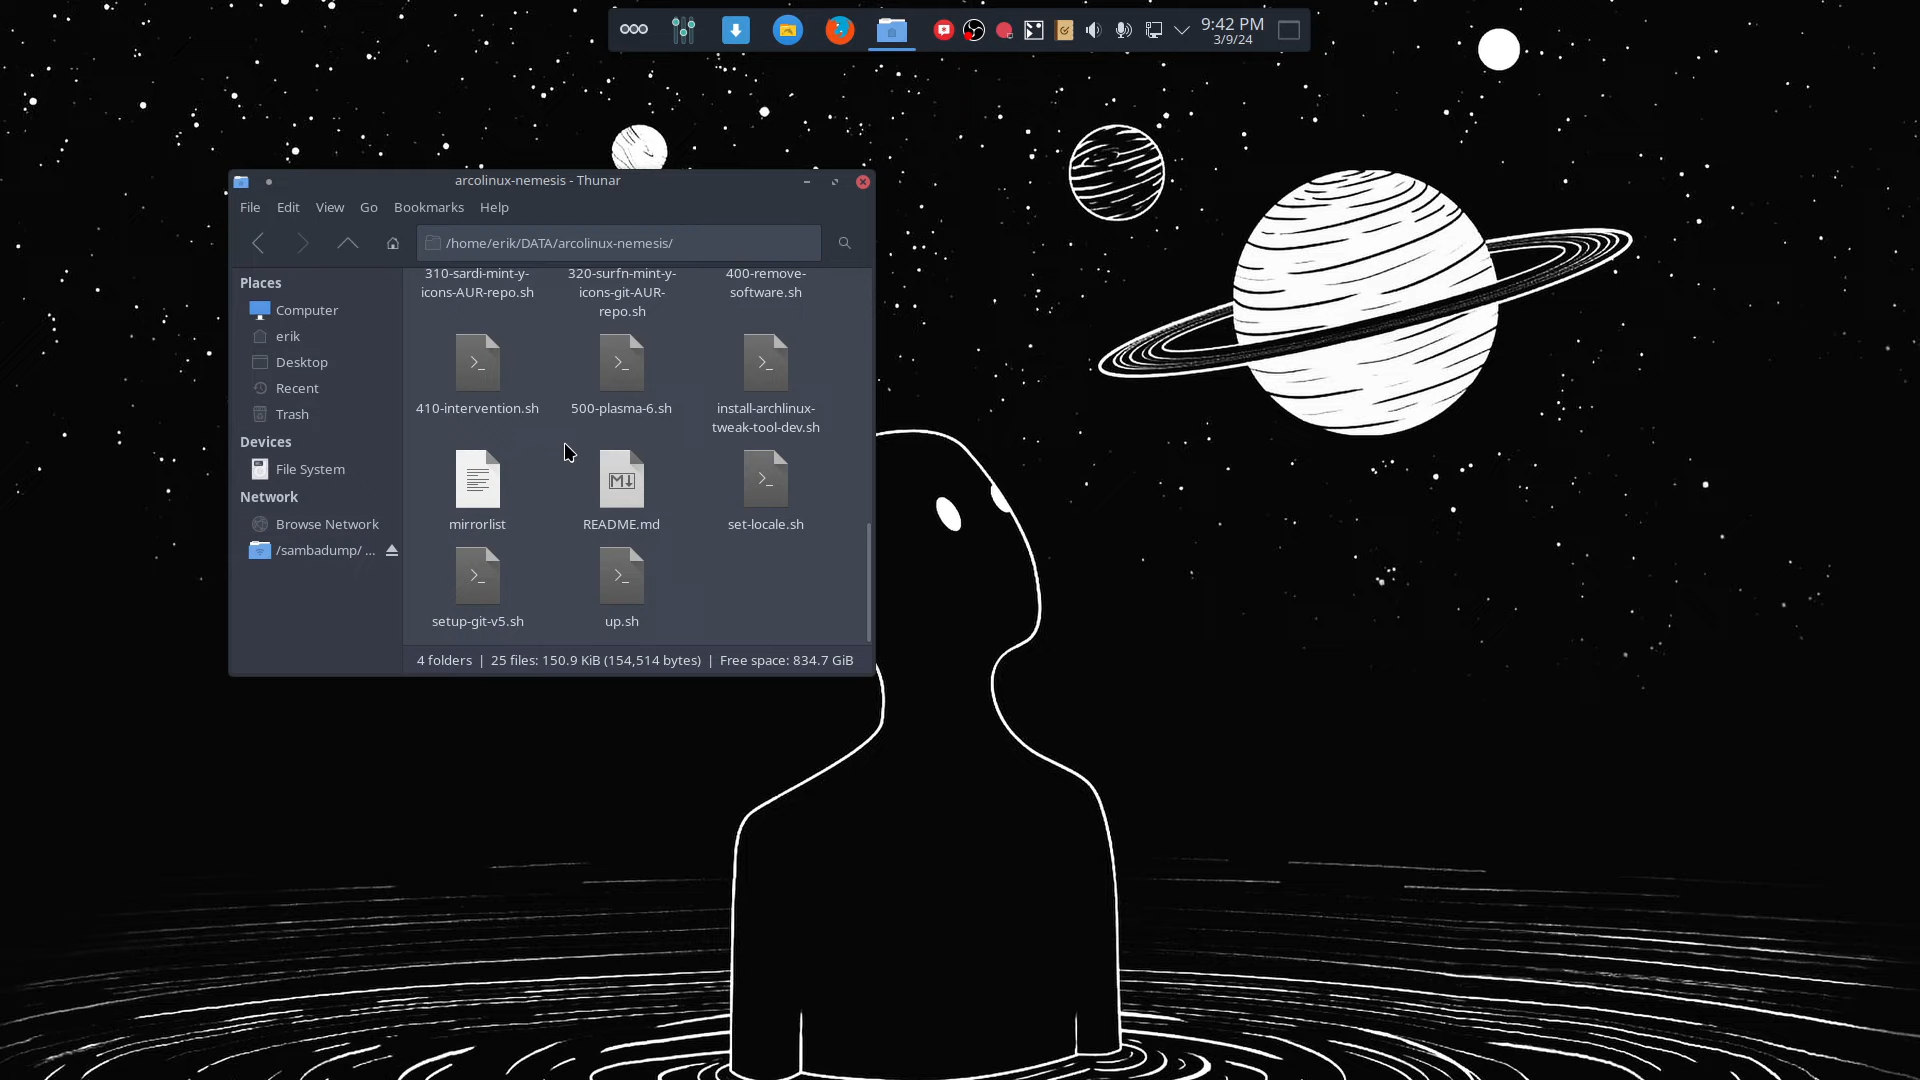 9:42 PM
3/9/24
arcolinux-nemesis - Thunar
File Edit View Go Bookmarks Help
/home/erik/DATA/arcolinux-nemesis/
Places
Computer
erik
Desktop
Recent
Trash
Devices
File System
Network
Browse Network
/sambadump/ ...
310-sardi-mint-y-
icons-AUR-repo.sh
320-surfn-mint-y-
icons-git-AUR-
repo.sh
400-remove-
software.sh
410-intervention.sh
500-plasma-6.sh
install-archlinux-
tweak-tool-dev.sh
mirrorlist
README.md
set-locale.sh
setup-git-v5.sh
up.sh
4 folders | 25 files: 150.9 KiB (154,514 bytes) | Free space: 834.7 GiB